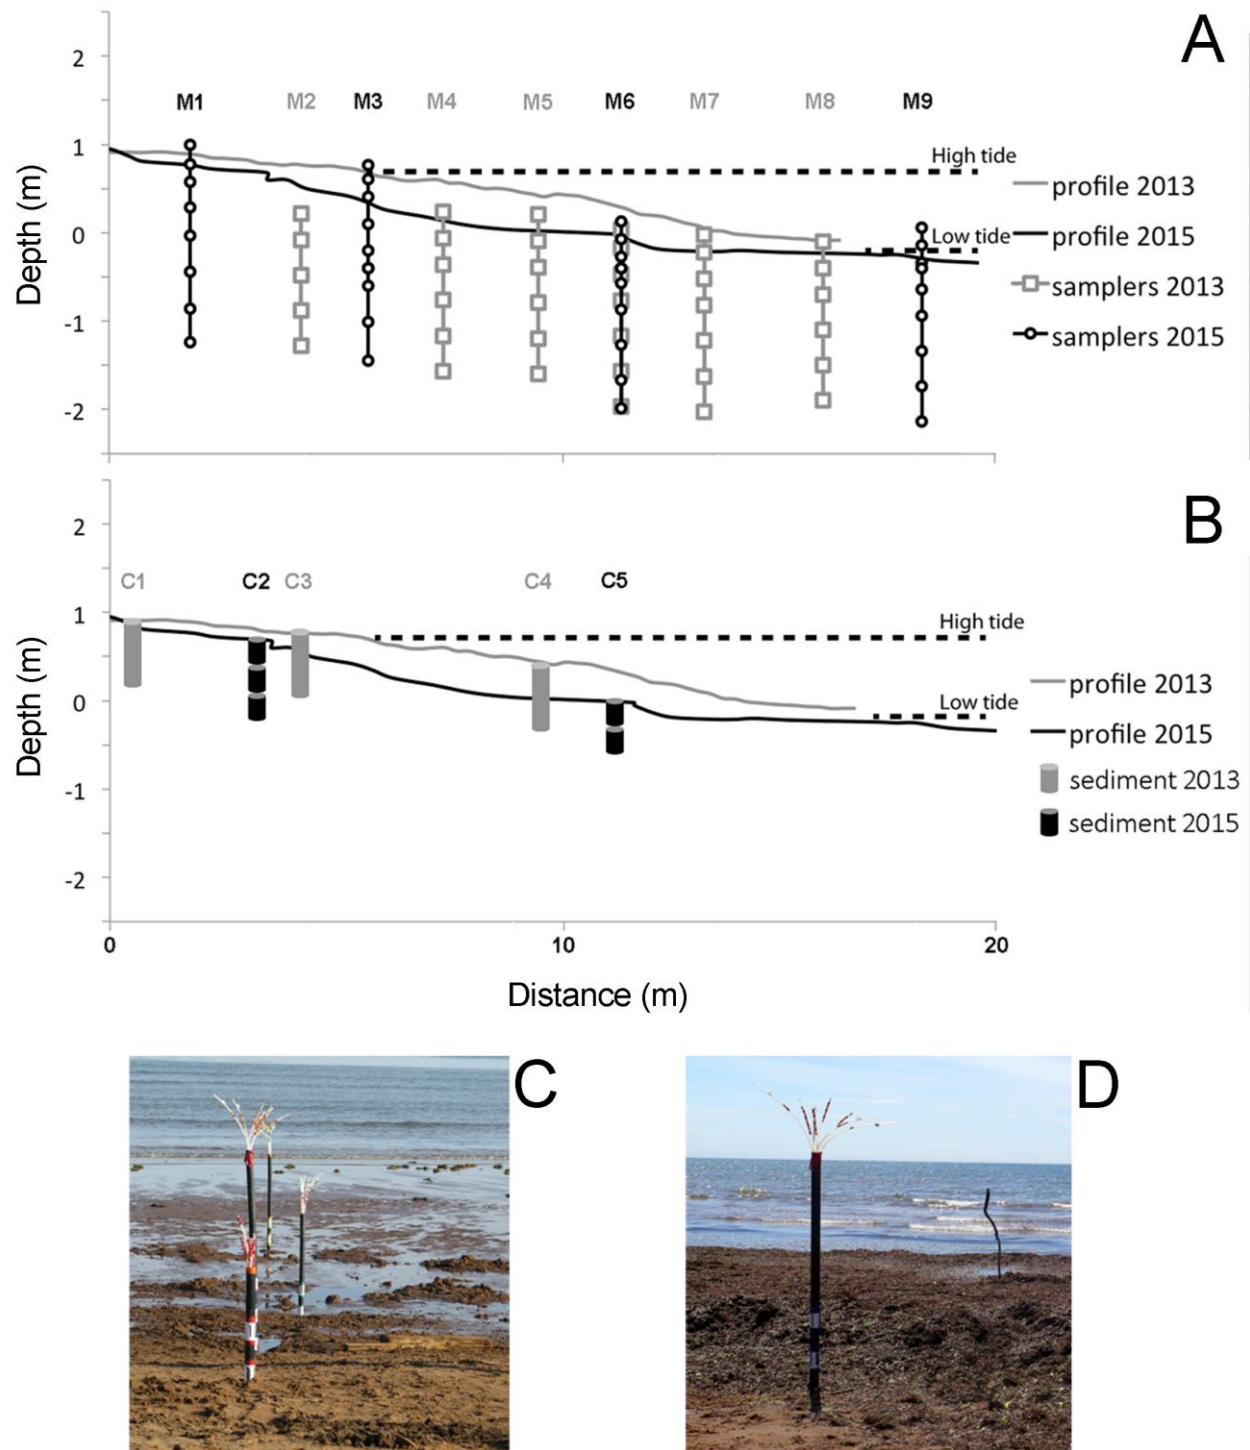 A
2
M1 M2 M3 M4 M5 M6 M7 M8 M9
1
High tide
profile 2013
0
Low tide
profile 2015
samplers 2013
-1
samplers 2015
-2
Depth (m)
B
2
C1 C2 C3 C4 C5
1
High tide
profile 2013
0
Low tide
profile 2015
sediment 2013
-1
sediment 2015
-2
Depth (m)
0 10 20
Distance (m)
C
D